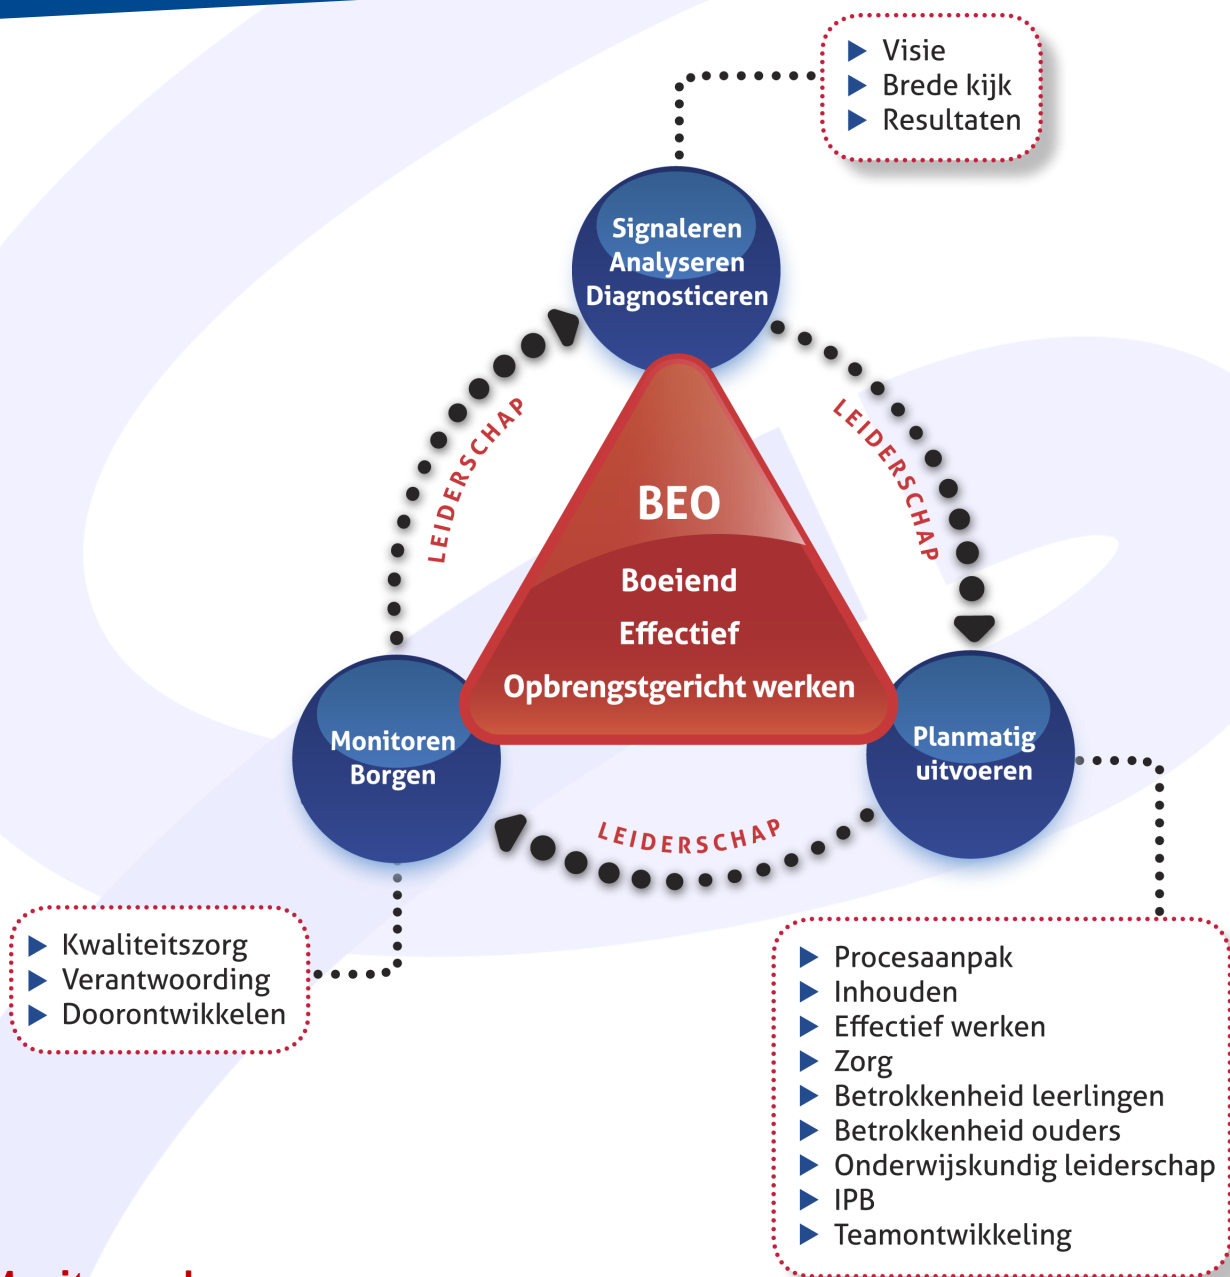 Visie
Brede kijk
Resultaten
Signaleren
Analyseren
Diagnosticeren
LEIDERSCHAP
LEIDERSCHAP
BEO
Boeiend
Effectief
Opbrengstgericht werken
Monitoren
Borgen
Planmatig
uitvoeren
LEIDERSCHAP
Kwaliteitszorg
Verantwoording
Doorontwikkelen
Procesaanpak
Inhouden
Effectief werken
Zorg
Betrokkenheid leerlingen
Betrokkenheid ouders
Onderwijskundig leiderschap
IPB
Teamontwikkeling